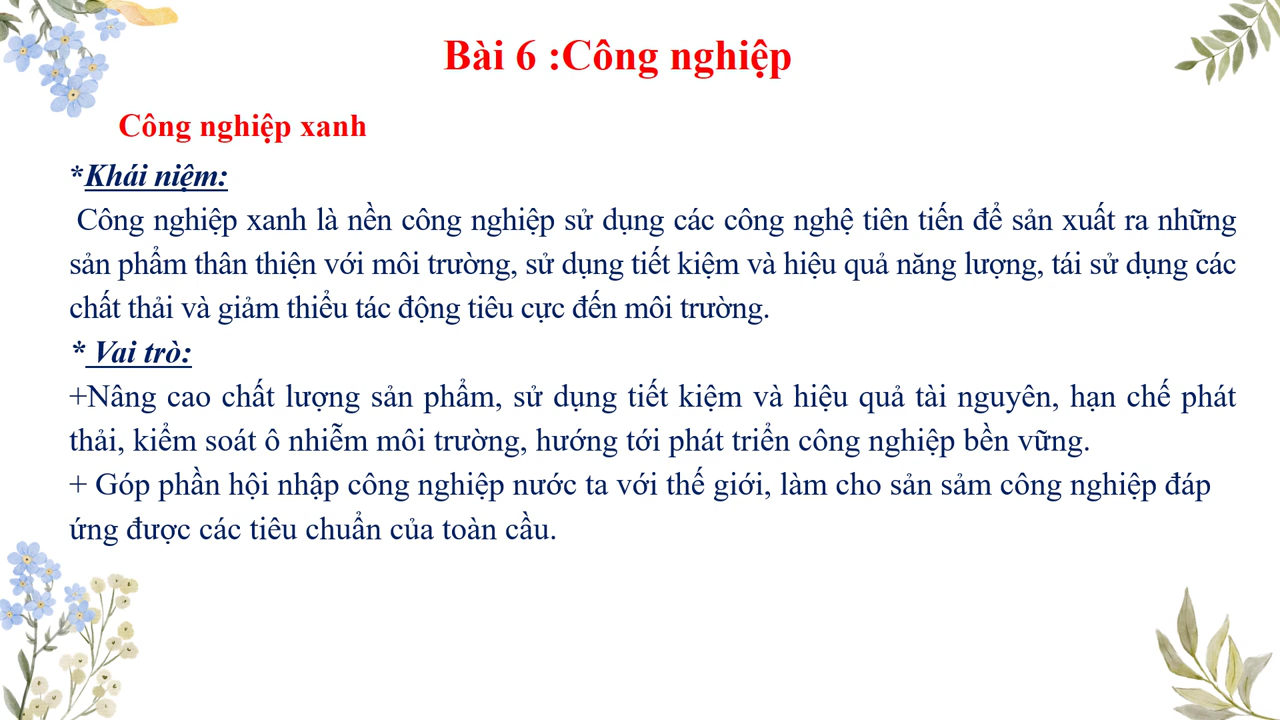 Bài 6 :Công nghiệp
Công nghiệp xanh
*Khái niệm:
Công nghiệp xanh là nền công nghiệp sử dụng các công nghệ tiên tiến để sản xuất ra những
sản phẩm thân thiện với môi trường, sử dụng tiết kiệm và hiệu quả năng lượng, tái sử dụng các
chất thải và giảm thiểu tác động tiêu cực đến môi trường.
* Vai trò:
+Nâng cao chất lượng sản phẩm, sử dụng tiết kiệm và hiệu quả tài nguyên, hạn chế phát
thải, kiểm soát ô nhiễm môi trường, hướng tới phát triển công nghiệp bền vững.
+ Góp phần hội nhập công nghiệp nước ta với thế giới, làm cho sản sảm công nghiệp đáp
ứng được các tiêu chuẩn của toàn cầu.